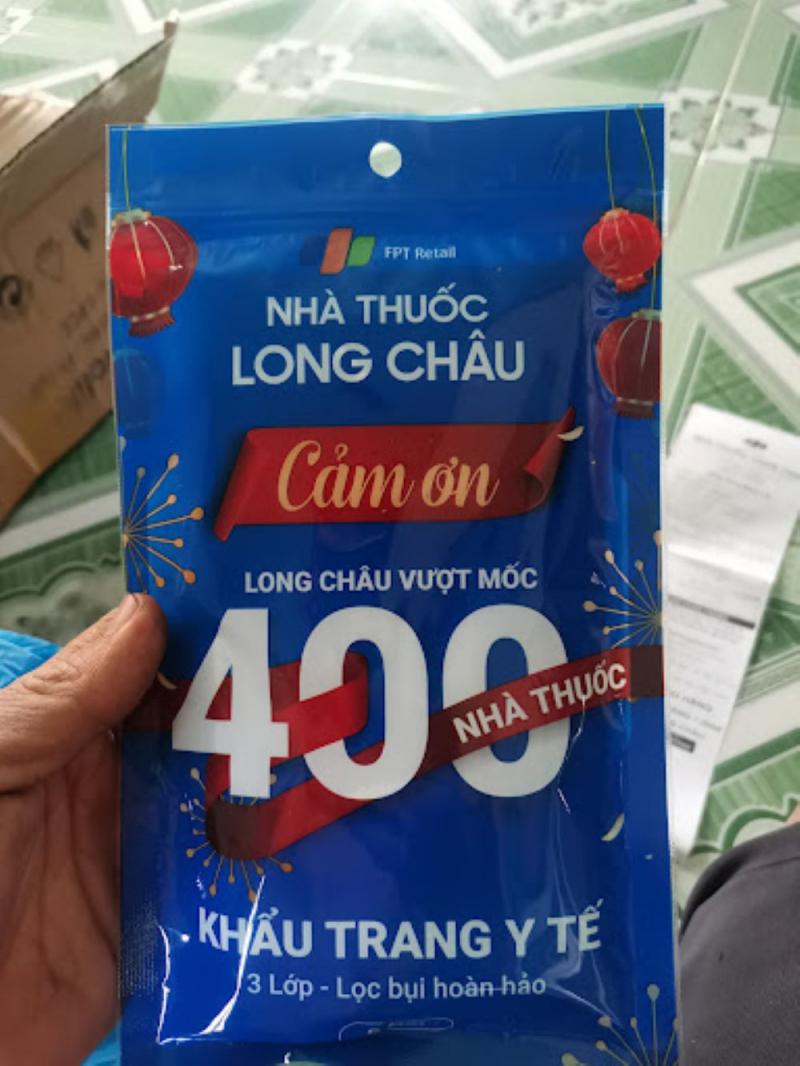 FPT Retail
NHÀ THUỐC
LONG CHÂU
Cảm ơn
LONG CHÂU VƯỢT MỐC
400
NHÀ THUỐC
KHẨU TRANG Y TẾ
3 Lớp - Lọc bụi hoàn hảo